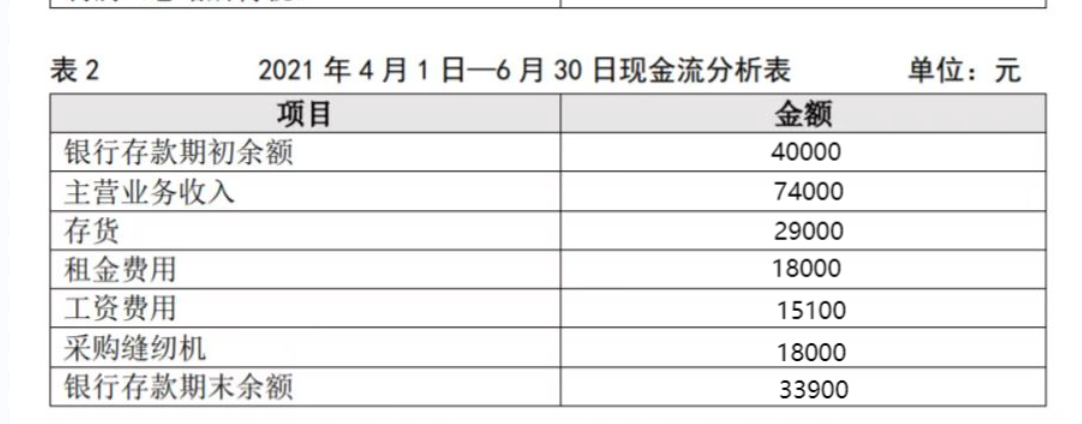 表 2 2021 年 4 月 1 日—6 月 30 日现金流分析表 单位：元
项目 金额
银行存款期初余额 40000
主营业务收入 74000
存货 29000
租金费用 18000
工资费用 15100
采购缝纫机 18000
银行存款期末余额 33900